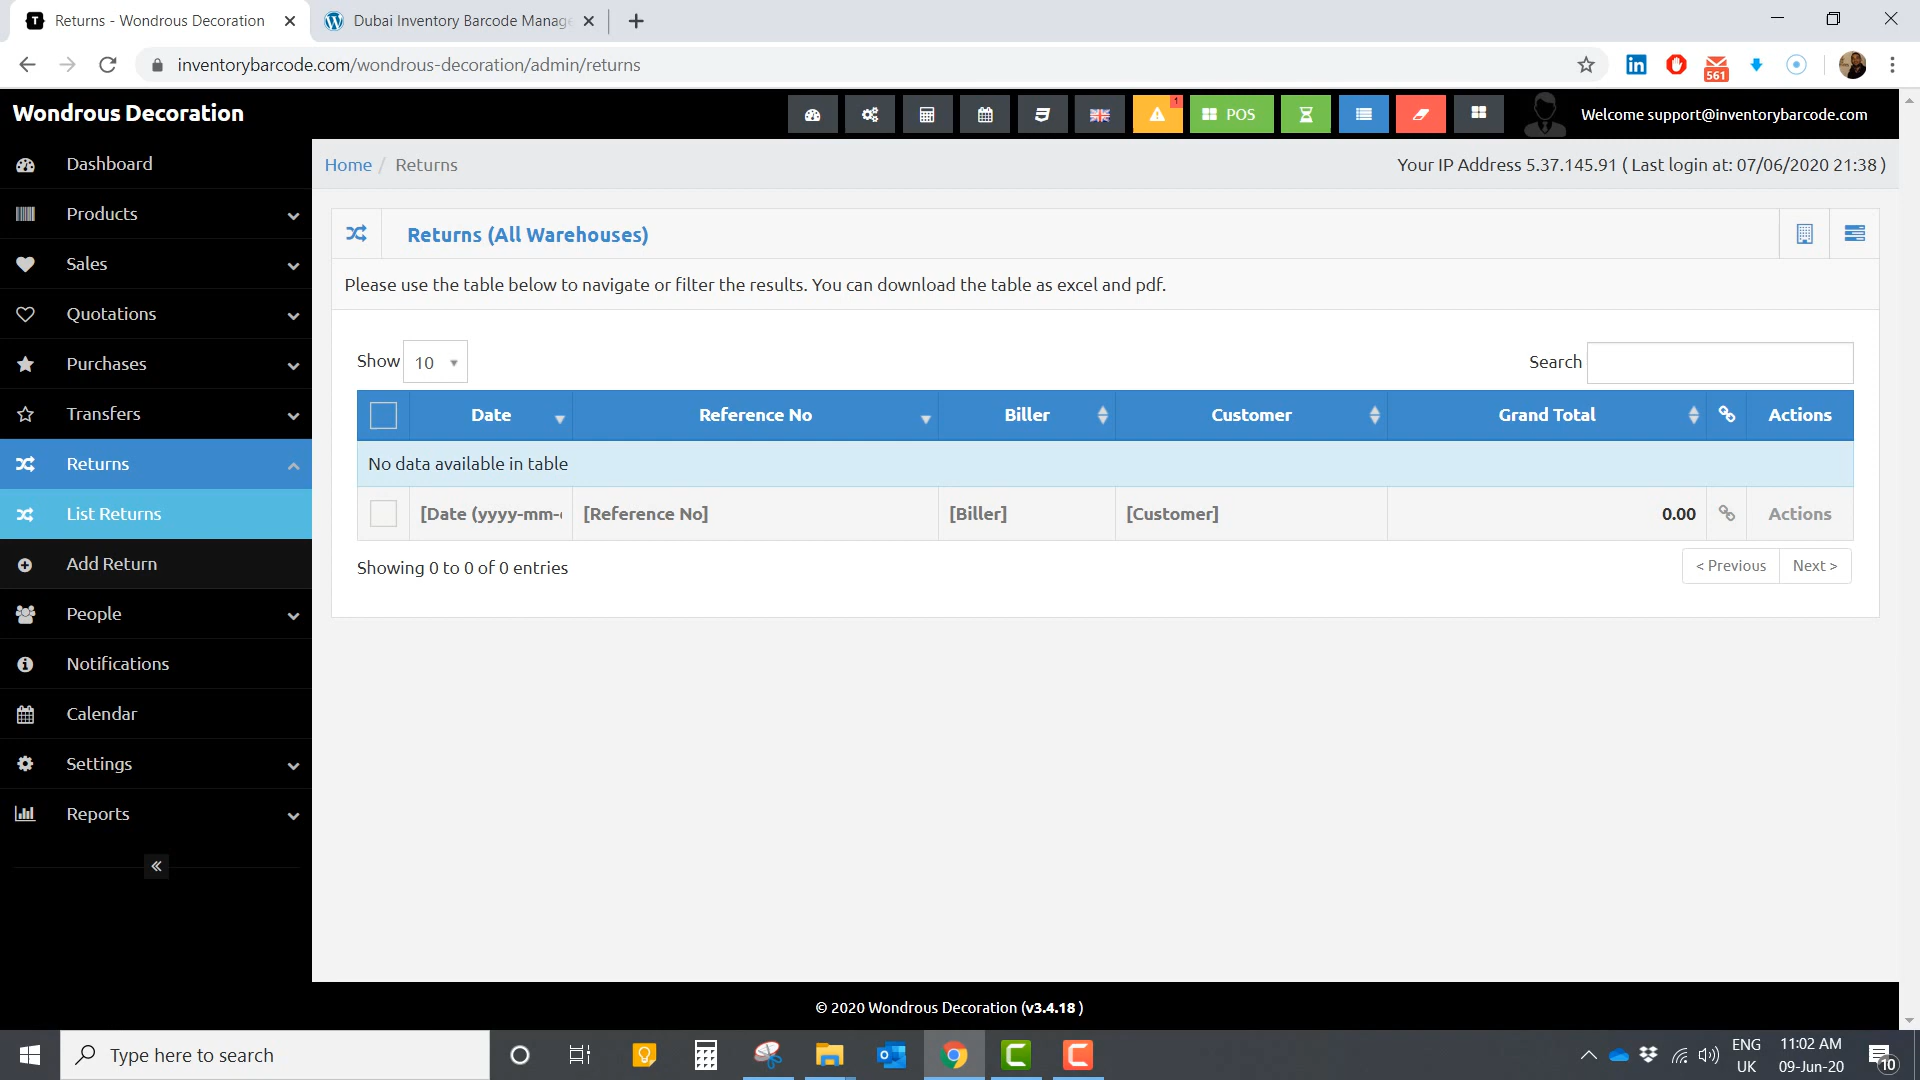 Returns - Wondrous Decoration
Dubai Inventory Barcode Manag
inventorybarcode.com/wondrous-decoration/admin/returns
561
Wondrous Decoration
1
POS
Welcome support@inventorybarcode.com
Dashboard
Products
Sales
Quotations
Purchases
Transfers
Returns
List Returns
Add Return
People
Notifications
Calendar
Settings
Reports
Home / Returns
Your IP Address 5.37.145.91 ( Last login at: 07/06/2020 21:38 )
Returns (All Warehouses)
Please use the table below to navigate or filter the results. You can download the table as excel and pdf.
Show 10
Search
Date Reference No Biller Customer Grand Total Actions
No data available in table
[Date (yyyy-mm- [Reference No] [Biller] [Customer] 0.00 Actions
Showing 0 to 0 of 0 entries
< Previous Next >
© 2020 Wondrous Decoration (v3.4.18 )
Type here to search
ENG
UK
11:02 AM
09-Jun-20
10